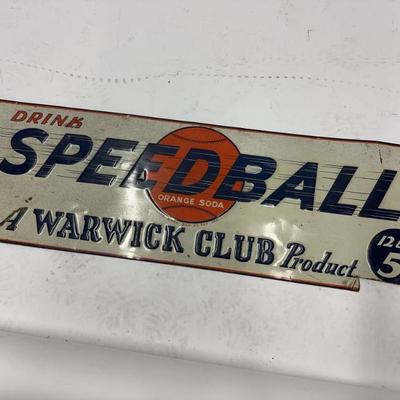 DRINK
SPEEDBALL
ORANGE SODA
A WARWICK CLUB Product
5